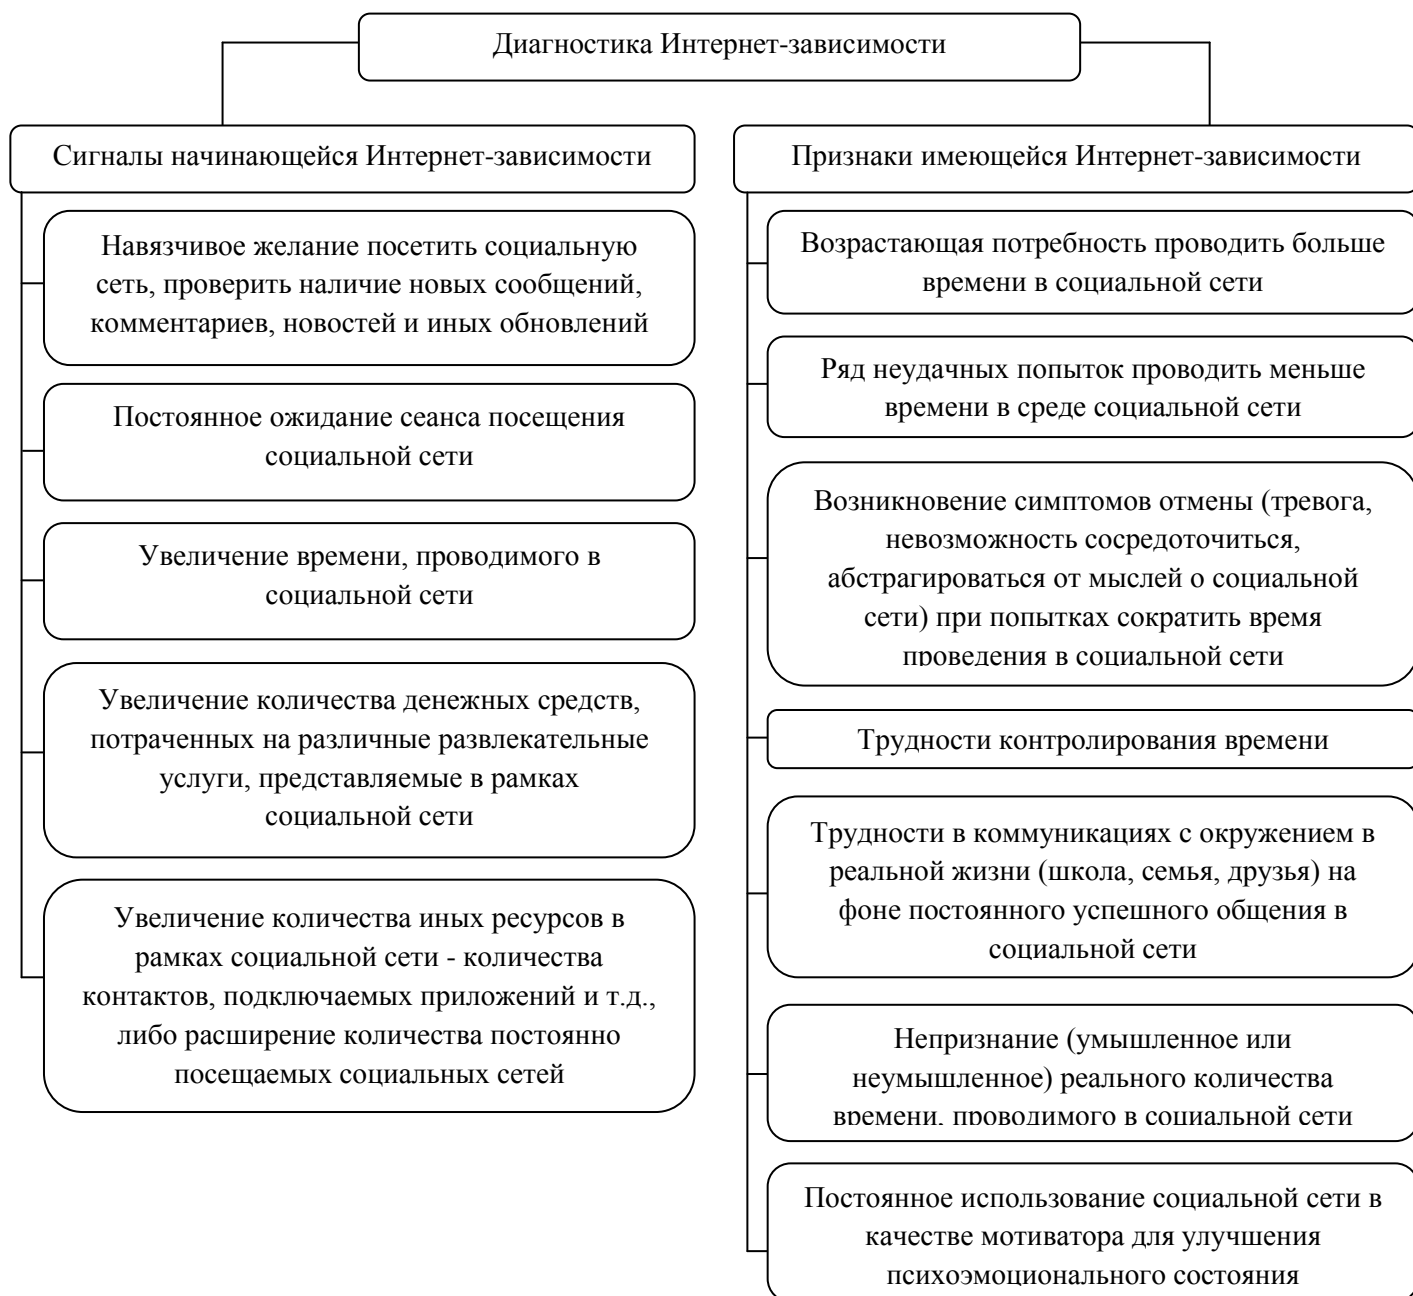 Диагностика Интернет-зависимости
Сигналы начинающейся Интернет-зависимости
Навязчивое желание посетить социальную
сеть, проверить наличие новых сообщений,
комментариев, новостей и иных обновлений
Постоянное ожидание сеанса посещения
социальной сети
Увеличение времени, проводимого в
социальной сети
Увеличение количества денежных средств,
потраченных на различные развлекательные
услуги, представляемые в рамках
социальной сети
Увеличение количества иных ресурсов в
рамках социальной сети - количества
контактов, подключаемых приложений и т.д.,
либо расширение количества постоянно
посещаемых социальных сетей
Признаки имеющейся Интернет-зависимости
Возрастающая потребность проводить больше
времени в социальной сети
Ряд неудачных попыток проводить меньше
времени в среде социальной сети
Возникновение симптомов отмены (тревога,
невозможность сосредоточиться,
абстрагироваться от мыслей о социальной
сети) при попытках сократить время
проведения в социальной сети
Трудности контролирования времени
Трудности в коммуникациях с окружением в
реальной жизни (школа, семья, друзья) на
фоне постоянного успешного общения в
социальной сети
Непризнание (умышленное или
неумышленное) реального количества
времени, проводимого в социальной сети
Постоянное использование социальной сети в
качестве мотиватора для улучшения
психоэмоционального состояния